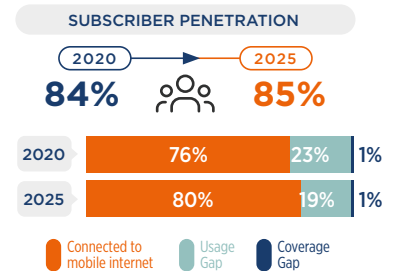 SUBSCRIBER PENETRATION
2020 2025
84% 85%
2020 76% 23% 1%
2025 80% 19% 1%
Connected to mobile internet
Usage Gap
Coverage Gap